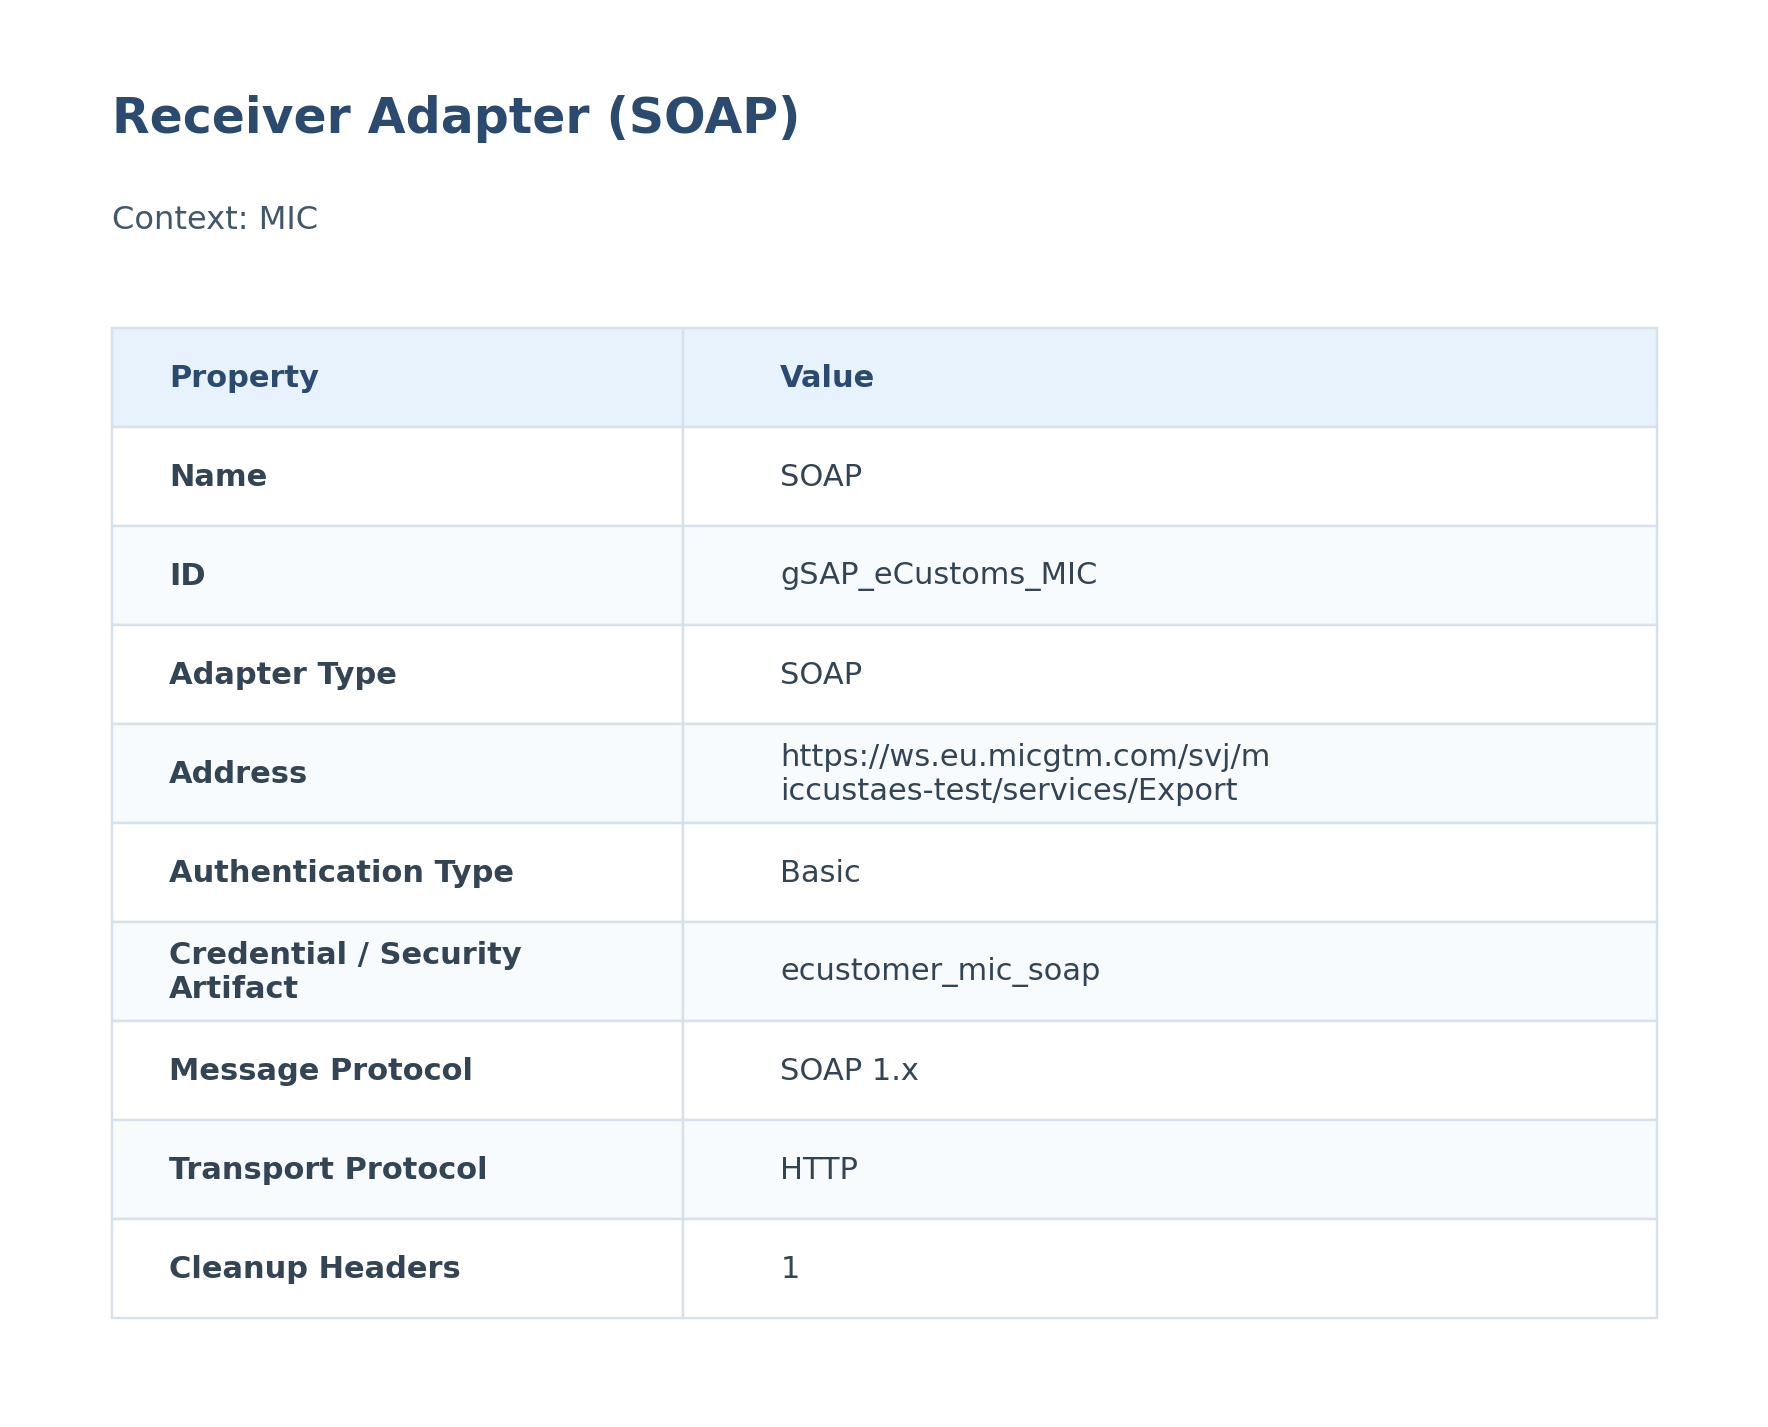 Receiver Adapter (SOAP)
Context: MIC
Property Value
Name SOAP
ID gSAP_eCustoms_MIC
Adapter Type SOAP
Address https://ws.eu.micgtm.com/svj/m
iccustaes-test/services/Export
Authentication Type Basic
Credential / Security
Artifact ecustomer_mic_soap
Message Protocol SOAP 1.x
Transport Protocol HTTP
Cleanup Headers 1